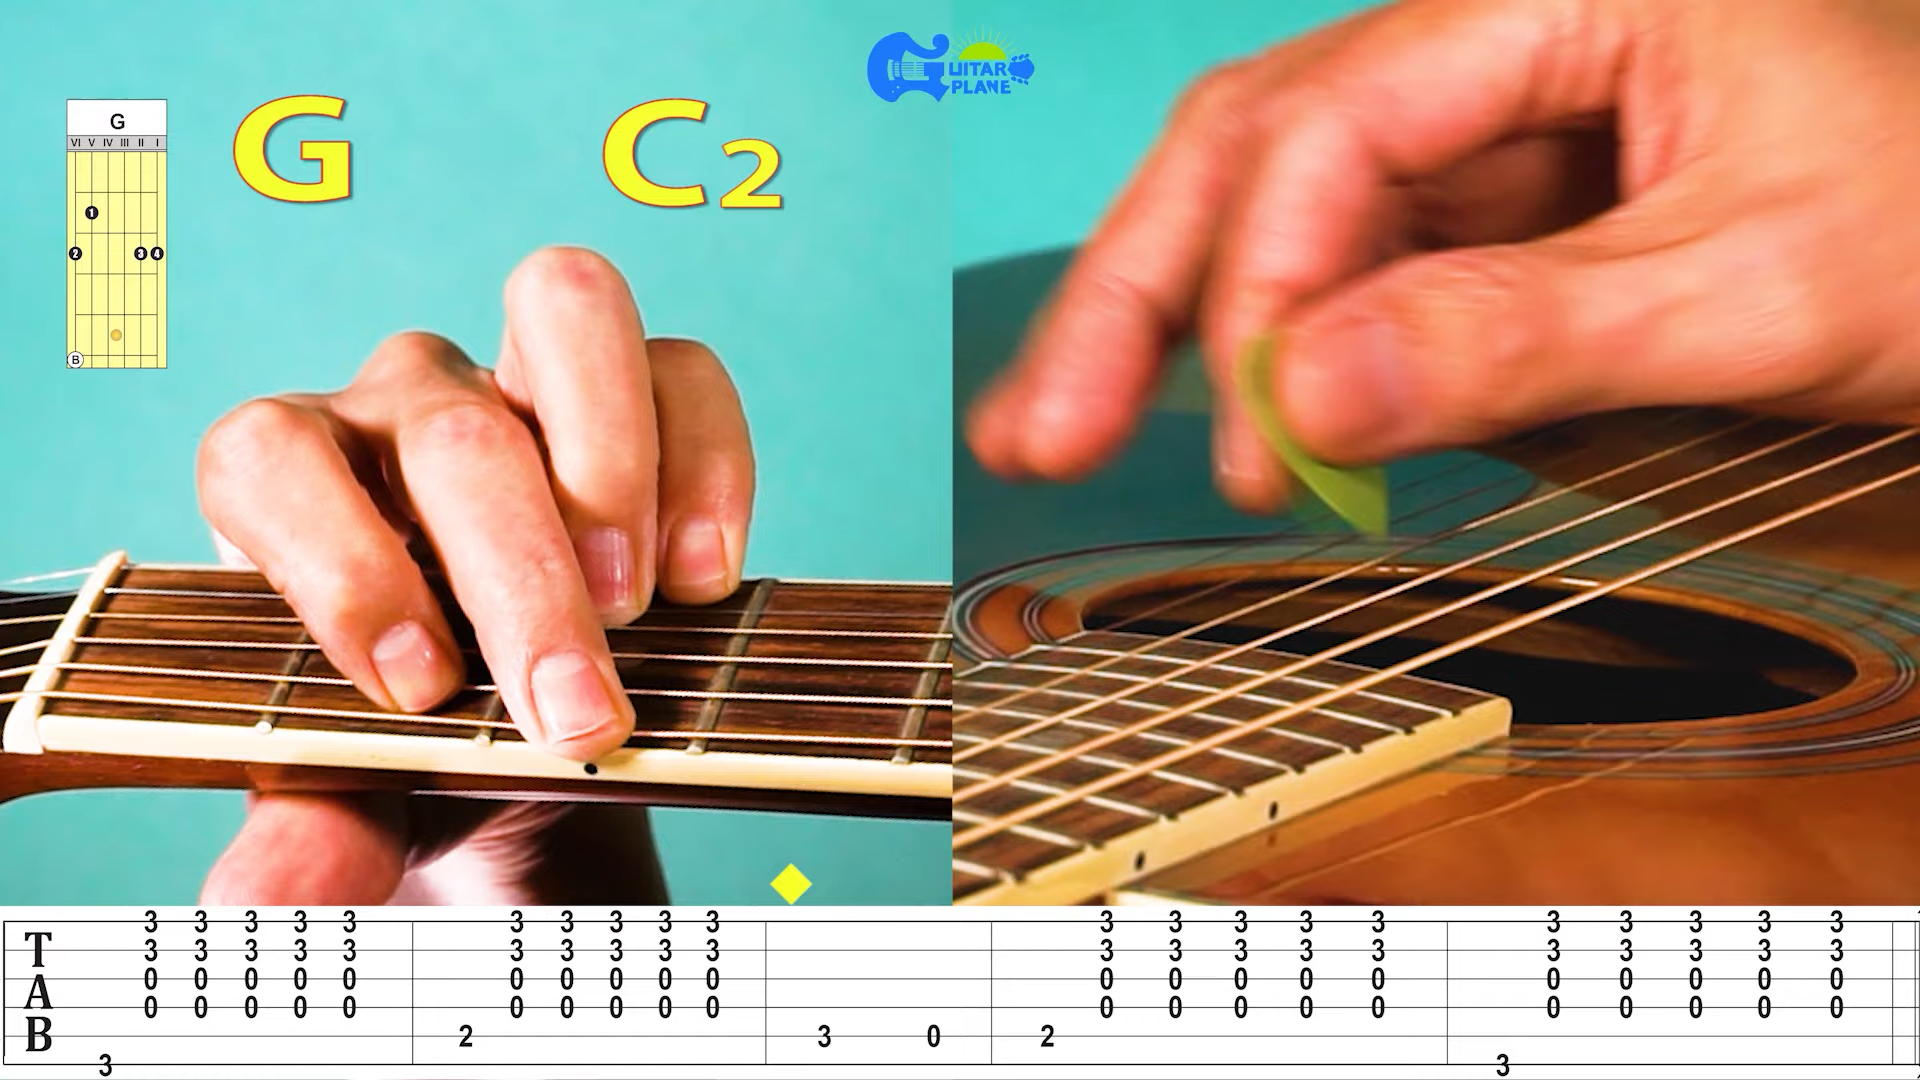 GUITAR
PLANE
G
VI V IV III II I
1
2 3 4
B
G C2
T
A
B
3 3 3 3 3 3 3 3 3 3 3 3 3 3 3 3 3 3 3 3
3 3 3 3 3 3 3 3 3 3 3 3 3 3 3 3 3 3 3 3
0 0 0 0 0 0 0 0 0 0 0 0 0 0 0 0 0 0 0 0
0 0 0 0 0 0 0 0 0 0 0 0 0 0 0 0 0 0 0 0
2 3 0 2
3 3